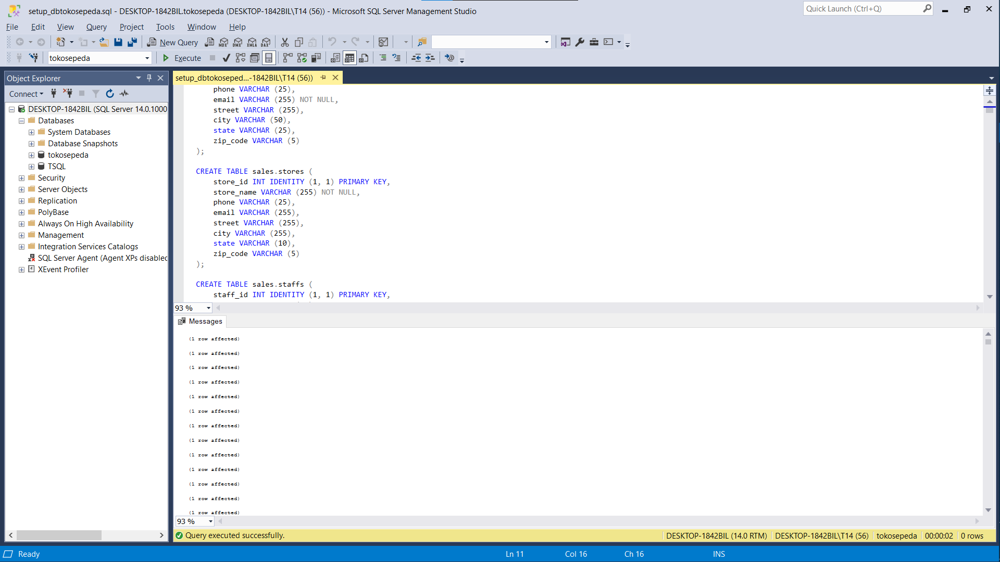 setup_dbtokosepeda.sql - DESKTOP-1842BIL.tokosepeda (DESKTOP-1842BIL\T14 (56)) - Microsoft SQL Server Management Studio
Quick Launch (Ctrl+Q)
File Edit View Query Project Tools Window Help
New Query MDX DMX XMLA DAX
tokosepeda Execute
Object Explorer
Connect
DESKTOP-1842BIL (SQL Server 14.0.1000
Databases
System Databases
Database Snapshots
tokosepeda
TSQL
Security
Server Objects
Replication
PolyBase
Always On High Availability
Management
Integration Services Catalogs
SQL Server Agent (Agent XPs disabled
XEvent Profiler
setup_dbtokoseped...-1842BIL\T14 (56))
phone VARCHAR (25),
email VARCHAR (255) NOT NULL,
street VARCHAR (255),
city VARCHAR (50),
state VARCHAR (25),
zip_code VARCHAR (5)
);
CREATE TABLE sales.stores (
store_id INT IDENTITY (1, 1) PRIMARY KEY,
store_name VARCHAR (255) NOT NULL,
phone VARCHAR (25),
email VARCHAR (255),
street VARCHAR (255),
city VARCHAR (255),
state VARCHAR (10),
zip_code VARCHAR (5)
);
CREATE TABLE sales.staffs (
staff_id INT IDENTITY (1, 1) PRIMARY KEY,
93 %
Messages
(1 row affected)
(1 row affected)
(1 row affected)
(1 row affected)
(1 row affected)
(1 row affected)
(1 row affected)
(1 row affected)
(1 row affected)
(1 row affected)
(1 row affected)
(1 row affected)
(1 row affected)
93 %
Query executed successfully. DESKTOP-1842BIL (14.0 RTM) DESKTOP-1842BIL\T14 (56) tokosepeda 00:00:02 0 rows
Ready Ln 11 Col 16 Ch 16 INS